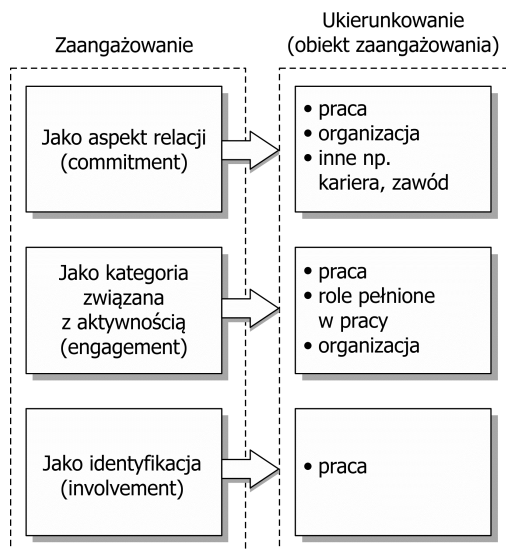 Zaangażowanie
Ukierunkowanie
(obiekt zaangażowania)
Jako aspekt relacji
(commitment)
• praca
• organizacja
• inne np.
kariera, zawód
Jako kategoria
związana
z aktywnością
(engagement)
• praca
• role pełnione
w pracy
• organizacja
Jako identyfikacja
(involvement)
• praca